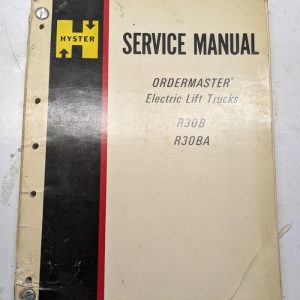 HYSTER
SERVICE MANUAL
ORDERMASTER®
Electric Lift Trucks
R30B
R30BA